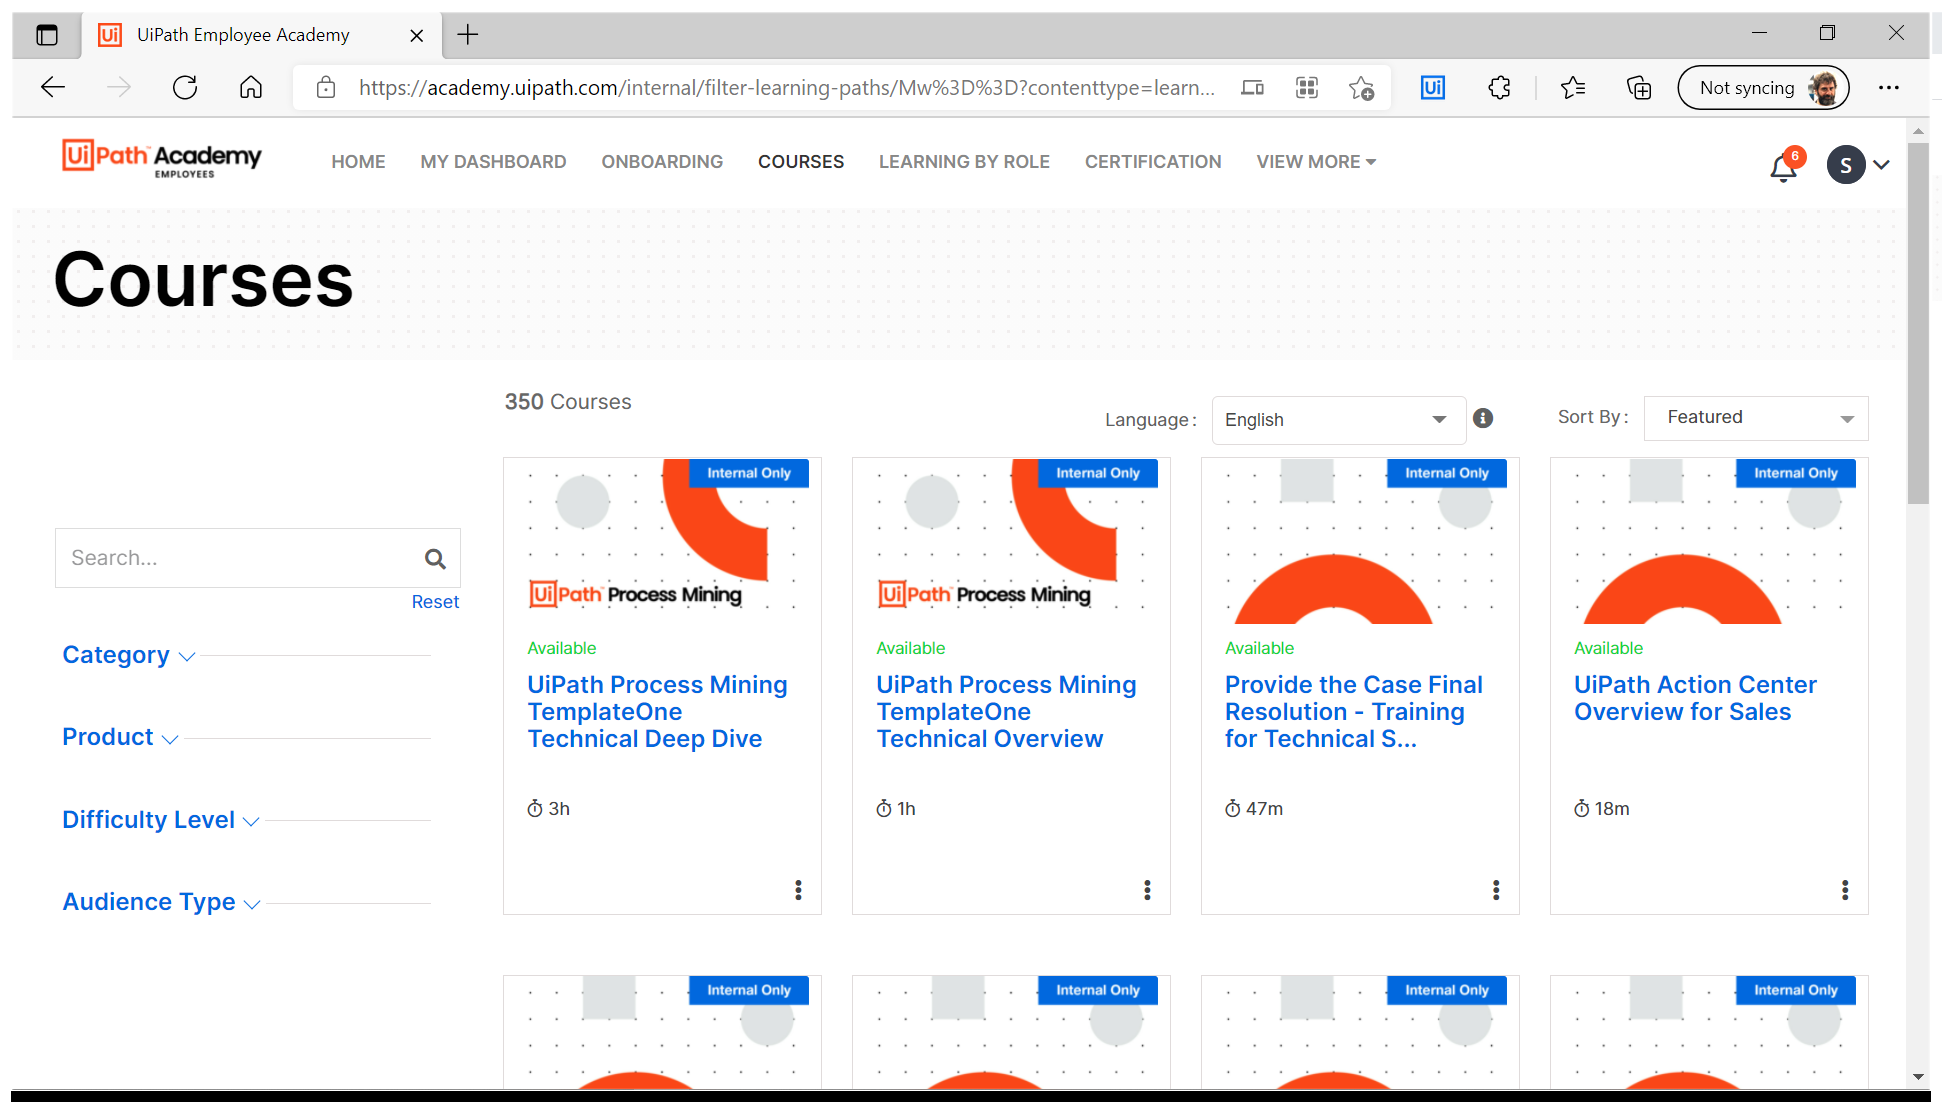 UiPath Employee Academy
https://academy.uipath.com/internal/filter-learning-paths/Mw%3D%3D?contenttype=learn...
Not syncing
UiPath Academy
EMPLOYEES
HOME
MY DASHBOARD
ONBOARDING
COURSES
LEARNING BY ROLE
CERTIFICATION
VIEW MORE
6
S
Courses
350 Courses
Language :
English
Sort By :
Featured
Search...
Reset
Category
Product
Difficulty Level
Audience Type
Internal Only
UiPath™ Process Mining
Available
UiPath Process Mining
TemplateOne
Technical Deep Dive
3h
Internal Only
UiPath™ Process Mining
Available
UiPath Process Mining
TemplateOne
Technical Overview
1h
Internal Only
Available
Provide the Case Final
Resolution - Training
for Technical S...
47m
Internal Only
Available
UiPath Action Center
Overview for Sales
18m
Internal Only
Internal Only
Internal Only
Internal Only